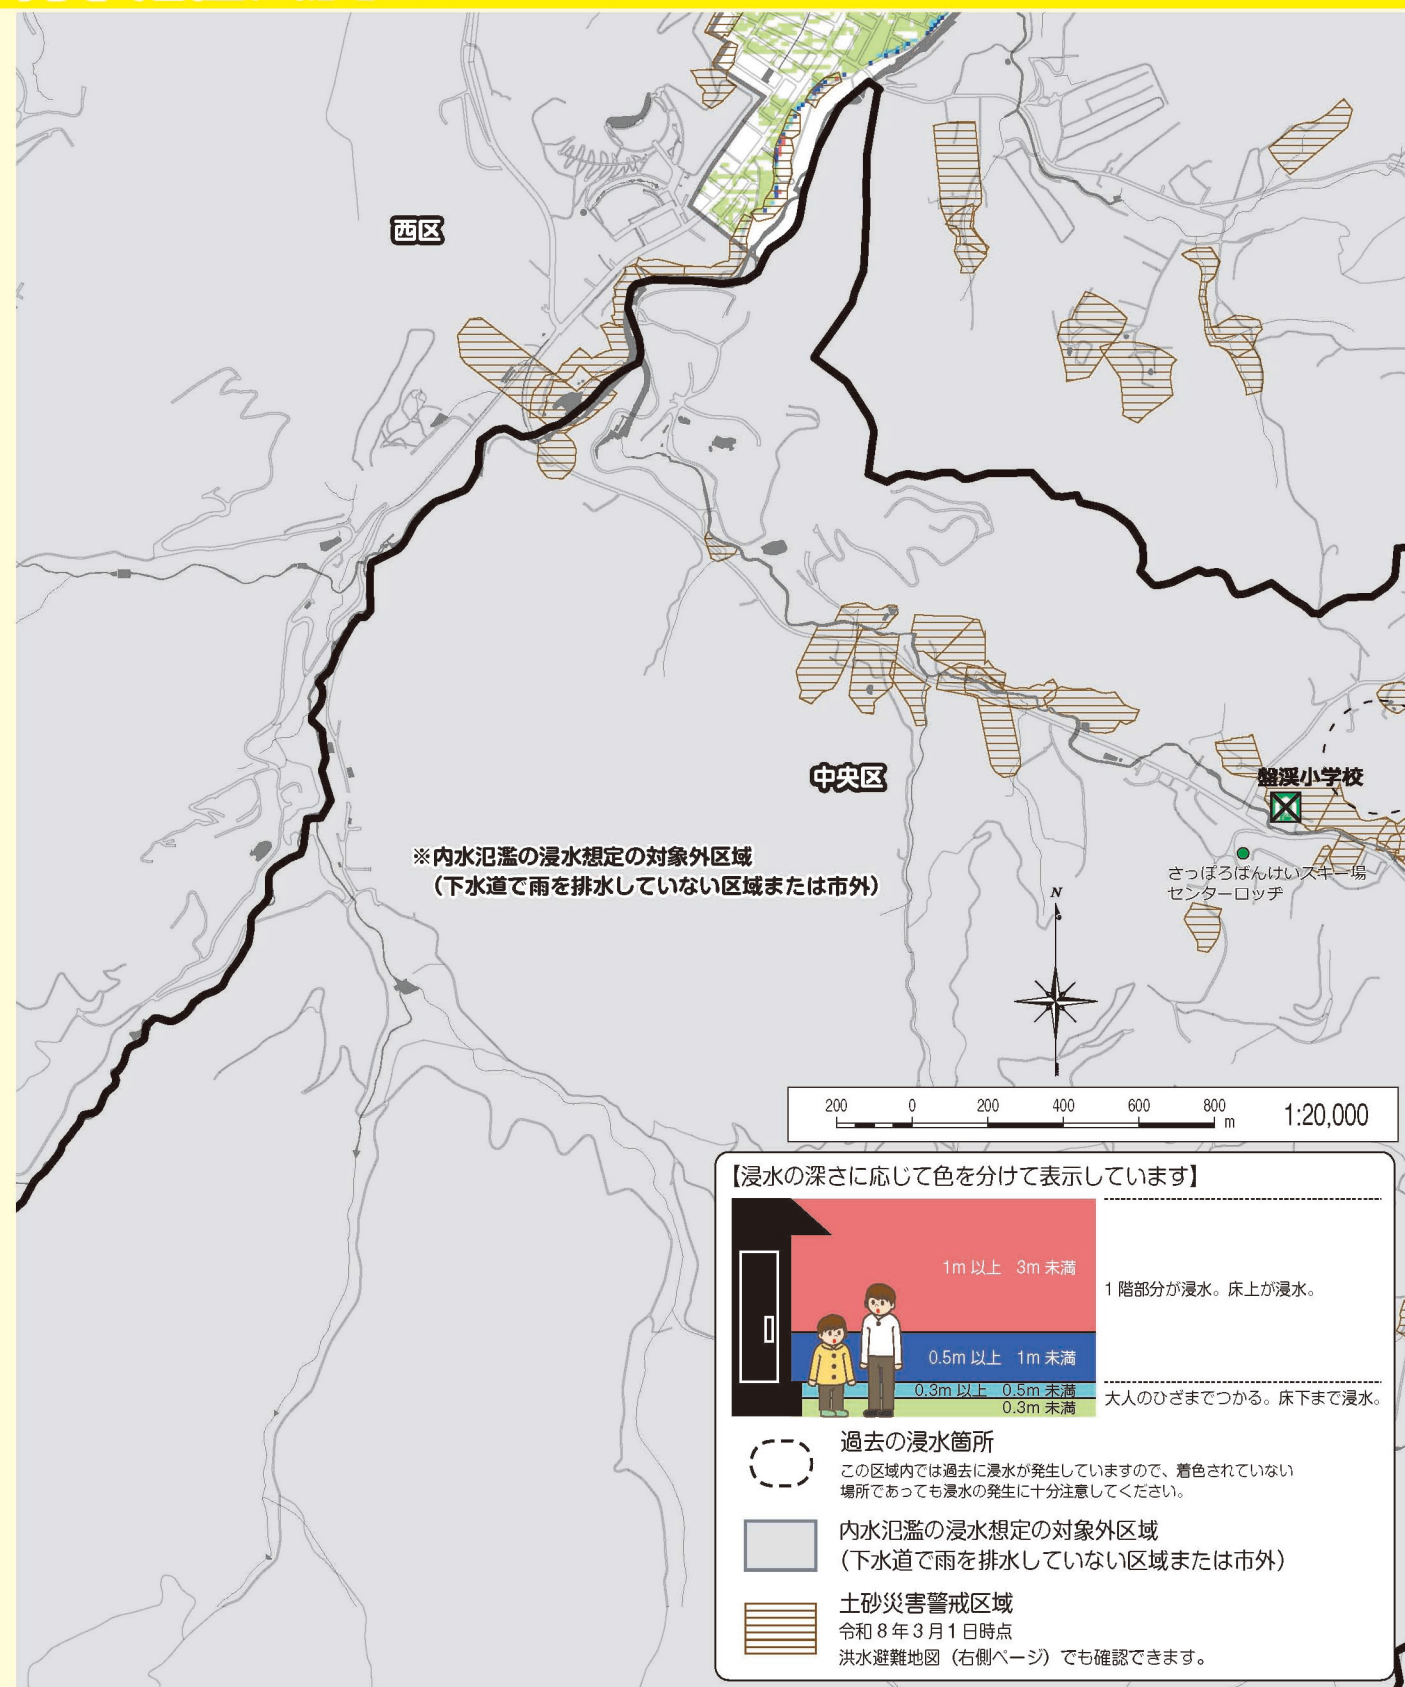 西区
中央区
盤渓小学校
さっぽろばんけいスキー場
センターロッヂ
※内水氾濫の浸水想定の対象外区域
(下水道で雨を排水していない区域または市外)
N
200 0 200 400 600 800 m 1:20,000
【浸水の深さに応じて色を分けて表示しています】
1m 以上 3m 未満
1 階部分が浸水。床上が浸水。
0.5m 以上 1m 未満
0.3m 以上 0.5m 未満
大人のひざまでつかる。床下まで浸水。
0.3m 未満
過去の浸水箇所
この区域内では過去に浸水が発生していますので、着色されていない
場所であっても浸水の発生に十分注意してください。
内水氾濫の浸水想定の対象外区域
(下水道で雨を排水していない区域または市外)
土砂災害警戒区域
令和 8 年 3 月 1 日時点
洪水避難地図(右側ページ)でも確認できます。